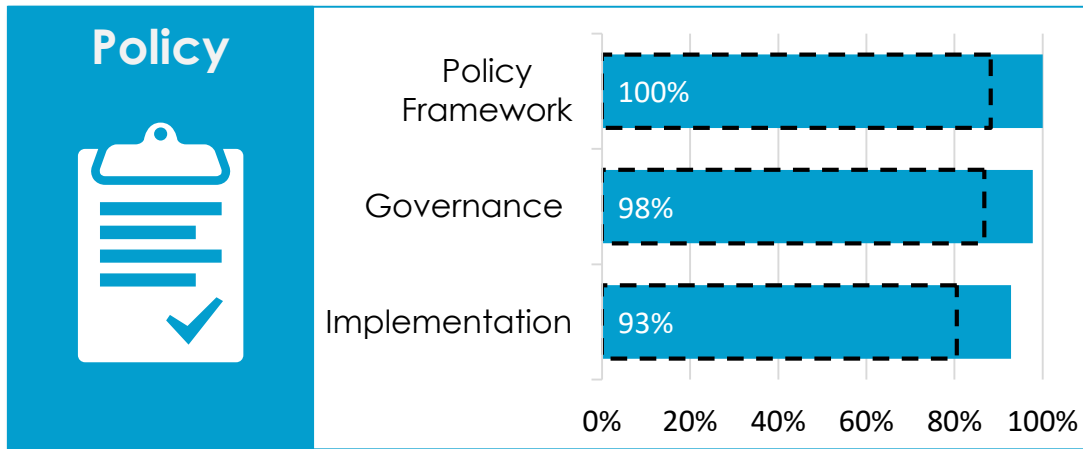 Policy
Policy
Framework
100%
Governance
98%
Implementation
93%
0% 20% 40% 60% 80% 100%